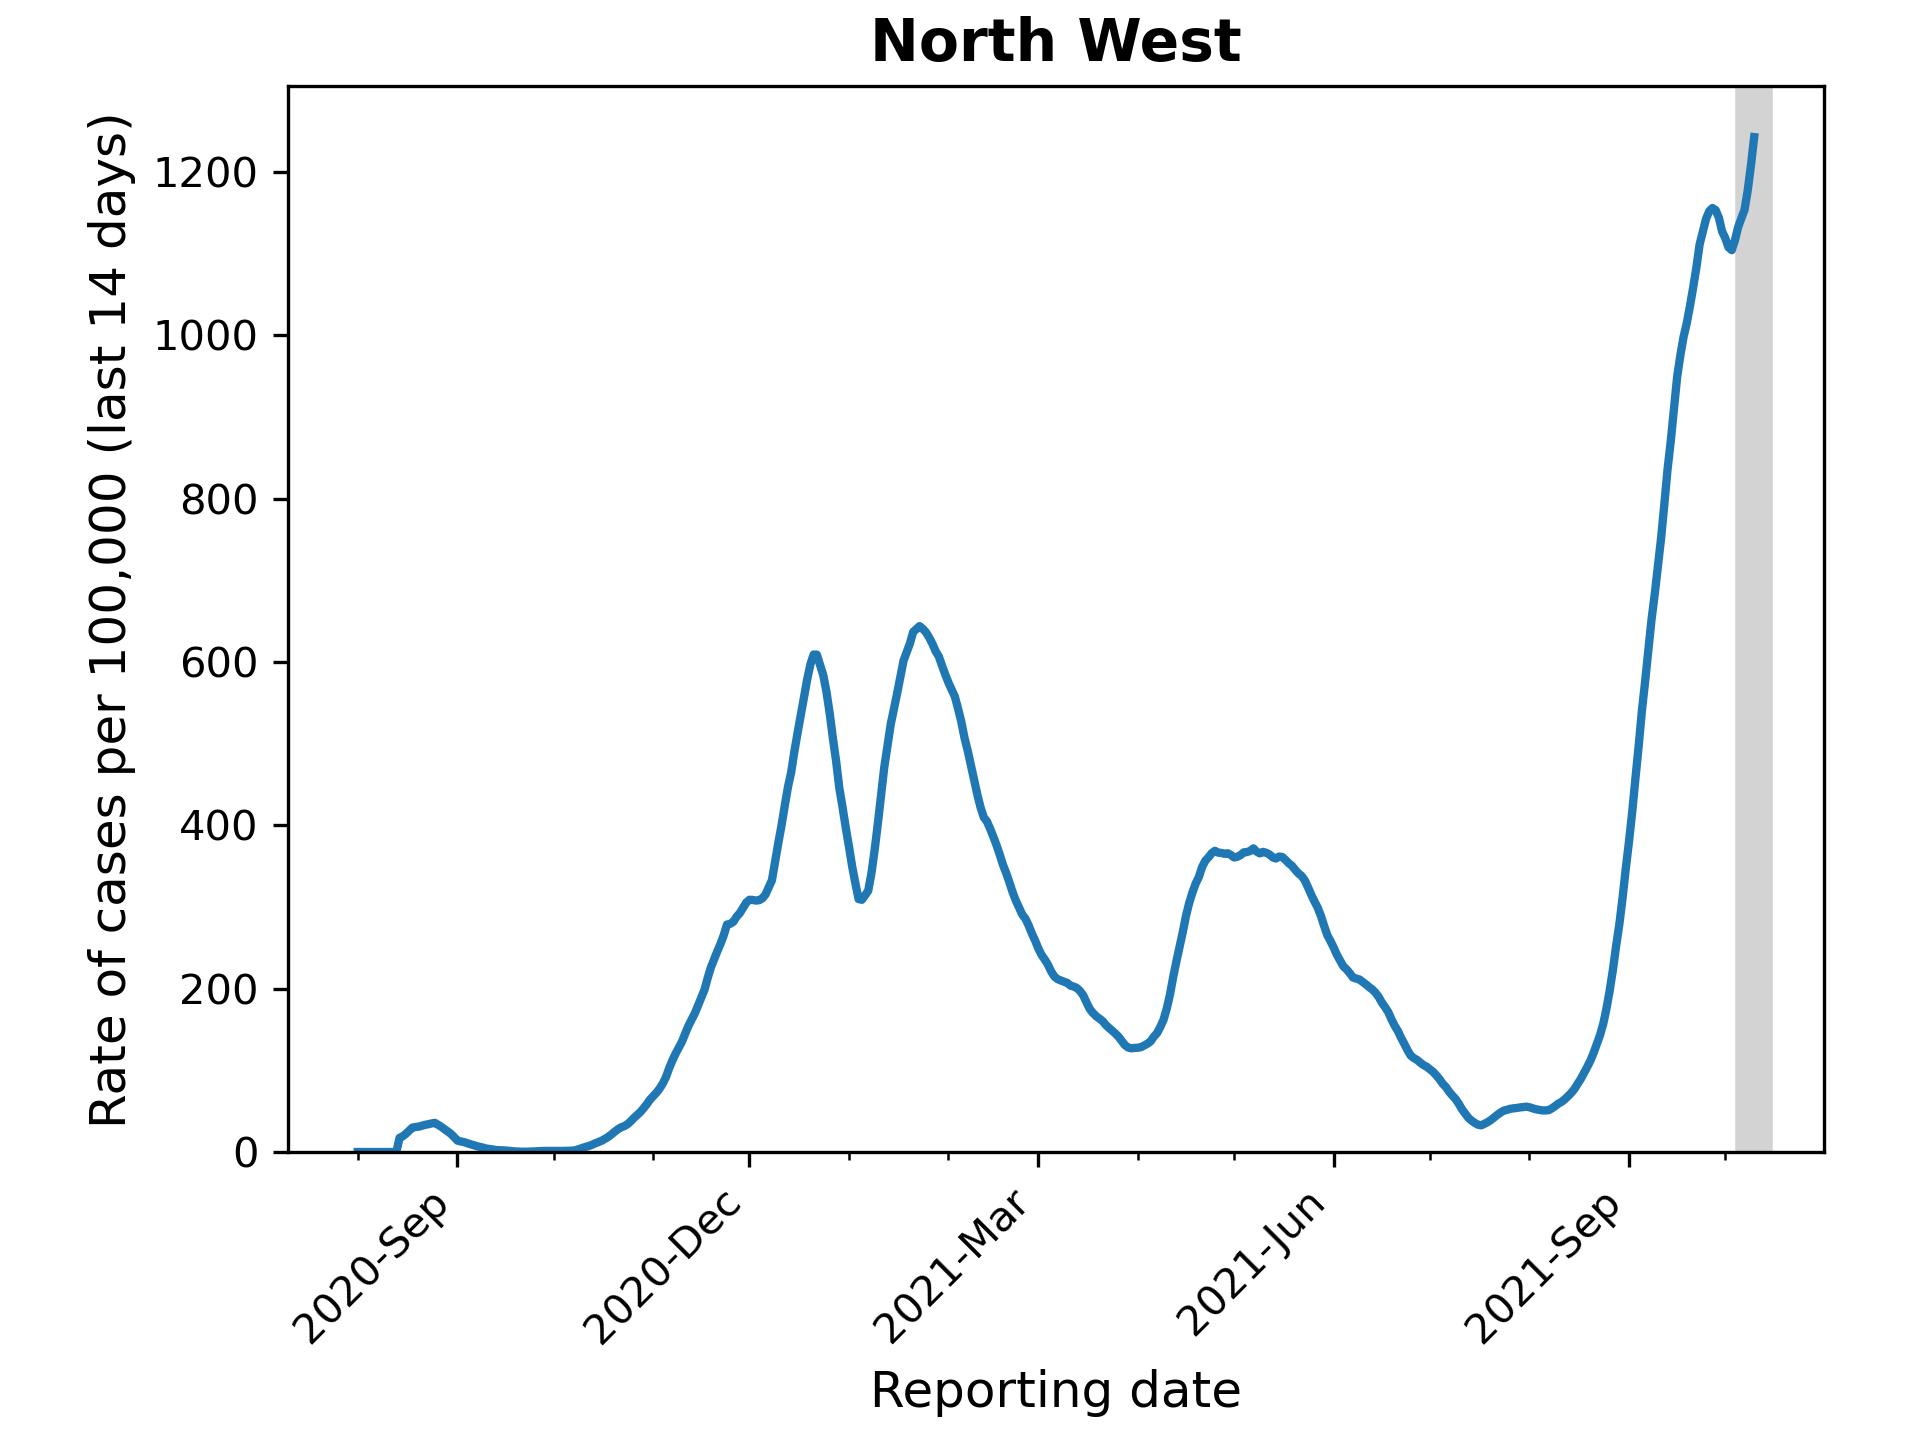 North West
Rate of cases per 100,000 (last 14 days)
1200
1000
800
600
400
200
0
2020-Sep
2020-Dec
2021-Mar
2021-Jun
2021-Sep
Reporting date